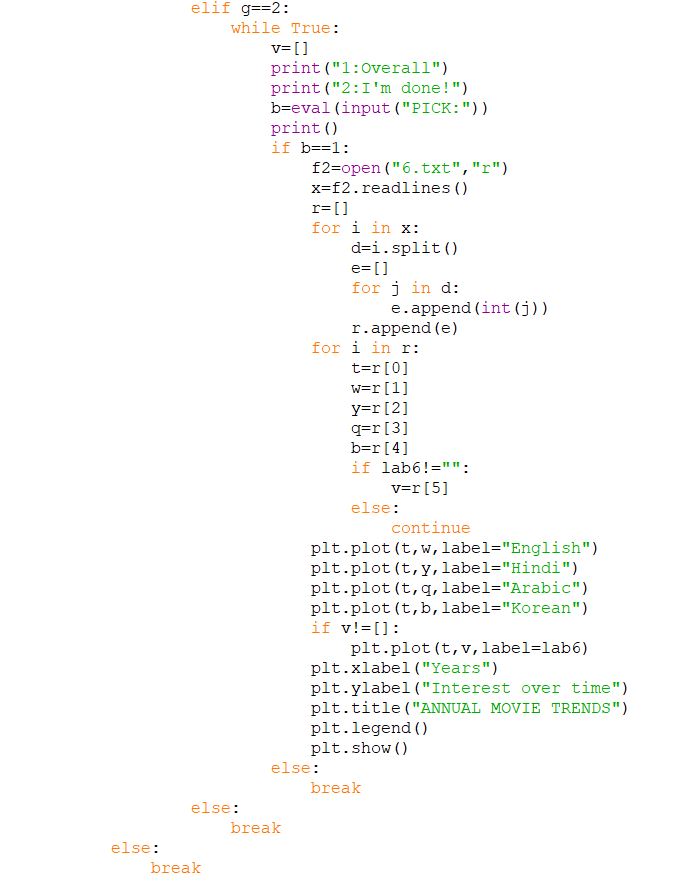 elif g==2:
    while True:
        v=[]
        print("1:Overall")
        print("2:I'm done!")
        b=eval(input("PICK:"))
        print()
        if b==1:
            f2=open("6.txt","r")
            x=f2.readlines()
            r=[]
            for i in x:
                d=i.split()
                e=[]
                for j in d:
                    e.append(int(j))
                r.append(e)
            for i in r:
                t=r[0]
                w=r[1]
                y=r[2]
                q=r[3]
                b=r[4]
                if lab6!="":
                    v=r[5]
                else:
                    continue
            plt.plot(t,w,label="English")
            plt.plot(t,y,label="Hindi")
            plt.plot(t,q,label="Arabic")
            plt.plot(t,b,label="Korean")
            if v!=[]:
                plt.plot(t,v,label=lab6)
            plt.xlabel("Years")
            plt.ylabel("Interest over time")
            plt.title("ANNUAL MOVIE TRENDS")
            plt.legend()
            plt.show()
        else:
            break
else:
    break
else:
break